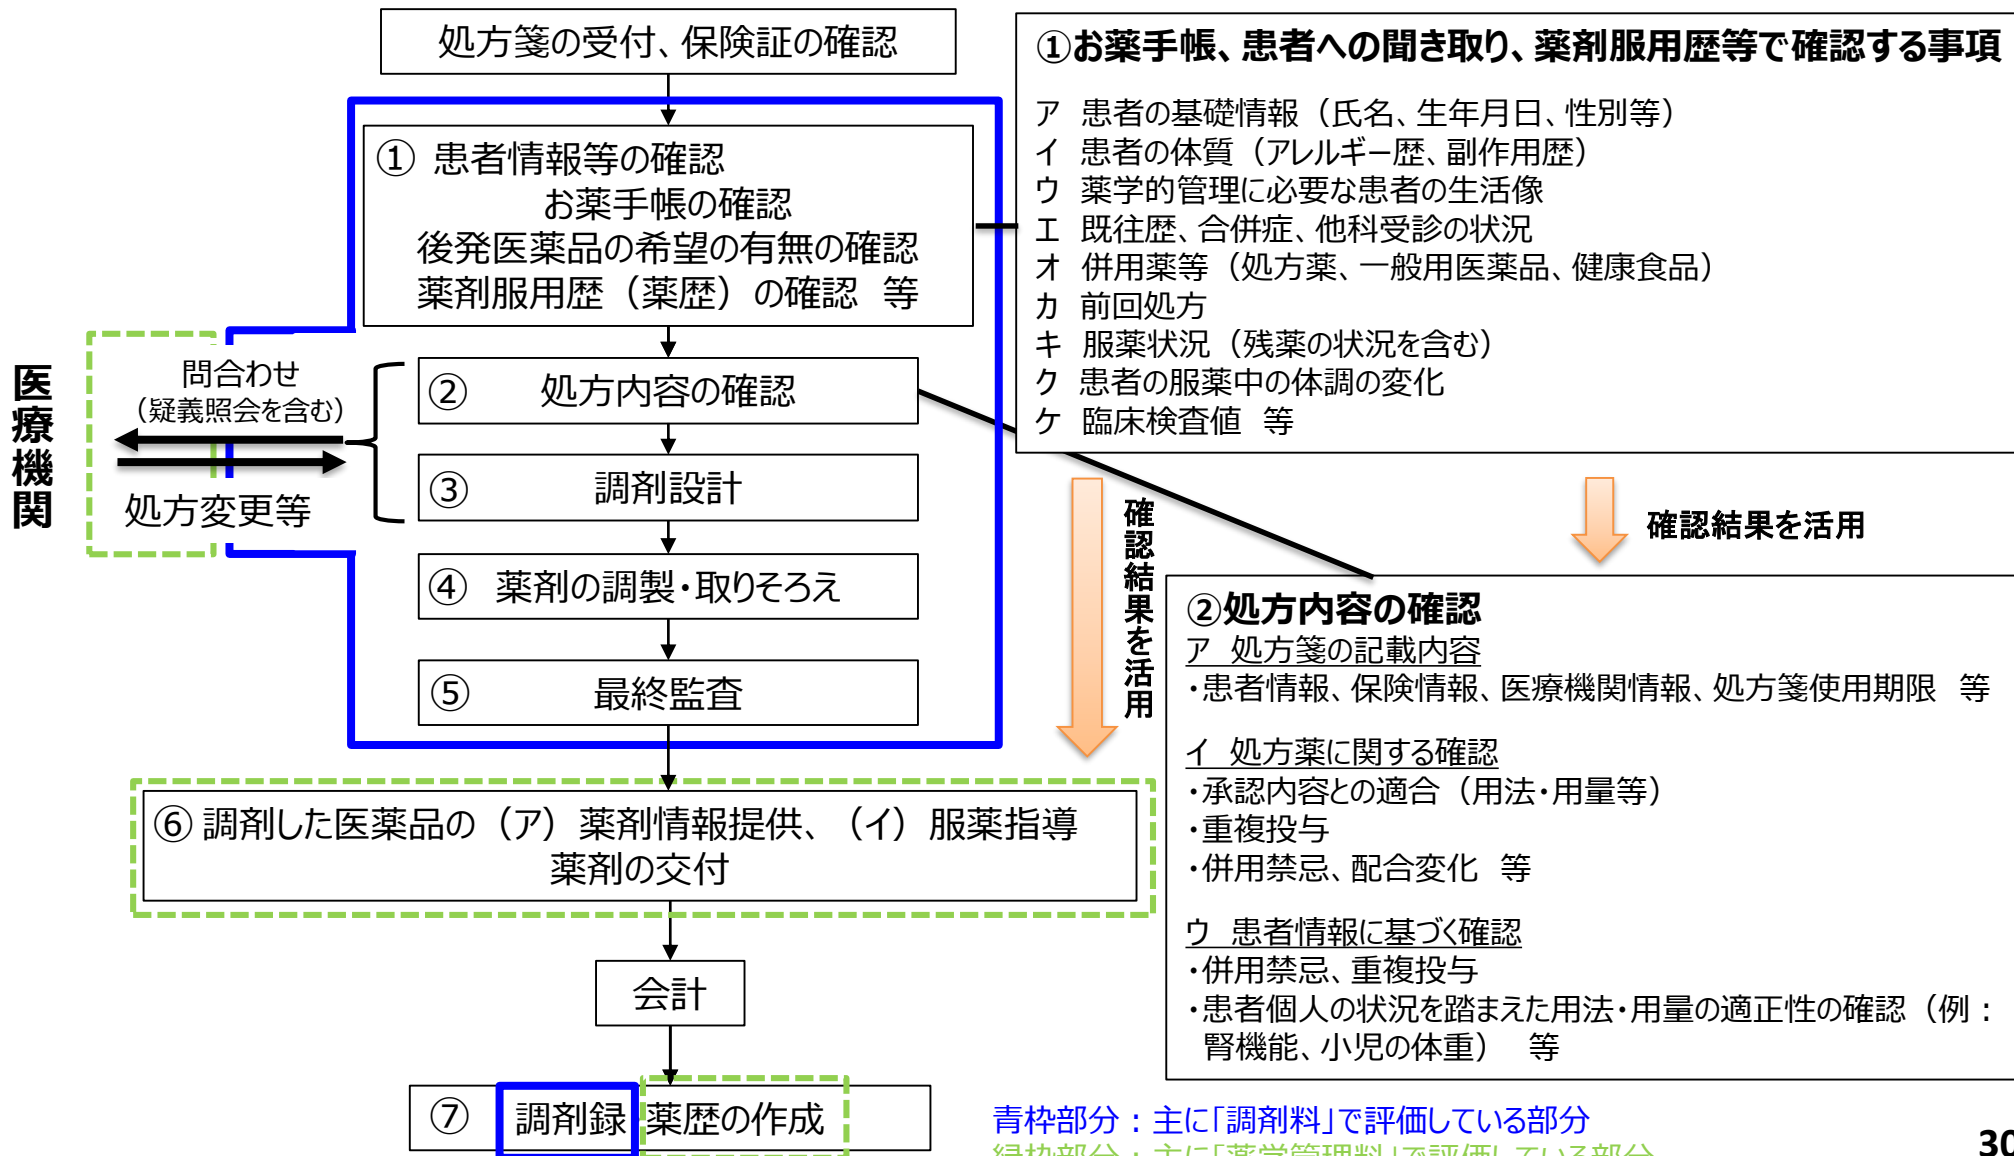 処方箋の受付、保険証の確認
① 患者情報等の確認
お薬手帳の確認
後発医薬品の希望の有無の確認
薬剤服用歴（薬歴）の確認 等
医療機関
問合わせ
（疑義照会を含む）
処方変更等
② 処方内容の確認
③ 調剤設計
④ 薬剤の調製・取りそろえ
⑤ 最終監査
⑥ 調剤した医薬品の（ア）薬剤情報提供、（イ）服薬指導
薬剤の交付
会計
⑦ 調剤録 薬歴の作成
①お薬手帳、患者への聞き取り、薬剤服用歴等で確認する事項
ア 患者の基礎情報（氏名、生年月日、性別等）
イ 患者の体質（アレルギー歴、副作用歴）
ウ 薬学的管理に必要な患者の生活像
エ 既往歴、合併症、他科受診の状況
オ 併用薬等（処方薬、一般用医薬品、健康食品）
カ 前回処方
キ 服薬状況（残薬の状況を含む）
ク 患者の服薬中の体調の変化
ケ 臨床検査値 等
確認結果を活用
確認結果を活用
②処方内容の確認
ア 処方箋の記載内容
・患者情報、保険情報、医療機関情報、処方箋使用期限 等
イ 処方薬に関する確認
・承認内容との適合（用法・用量等）
・重複投与
・併用禁忌、配合変化 等
ウ 患者情報に基づく確認
・併用禁忌、重複投与
・患者個人の状況を踏まえた用法・用量の適正性の確認（例：
腎機能、小児の体重） 等
青枠部分：主に「調剤料」で評価している部分
緑枠部分：主に「薬学管理料」で評価している部分
30